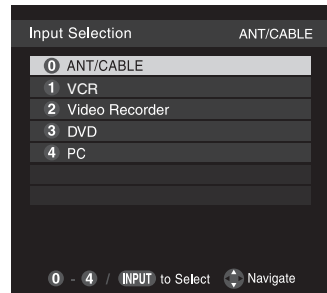 Input Selection ANT/CABLE
0 ANT/CABLE
1 VCR
2 Video Recorder
3 DVD
4 PC
0 - 4 / INPUT to Select Navigate